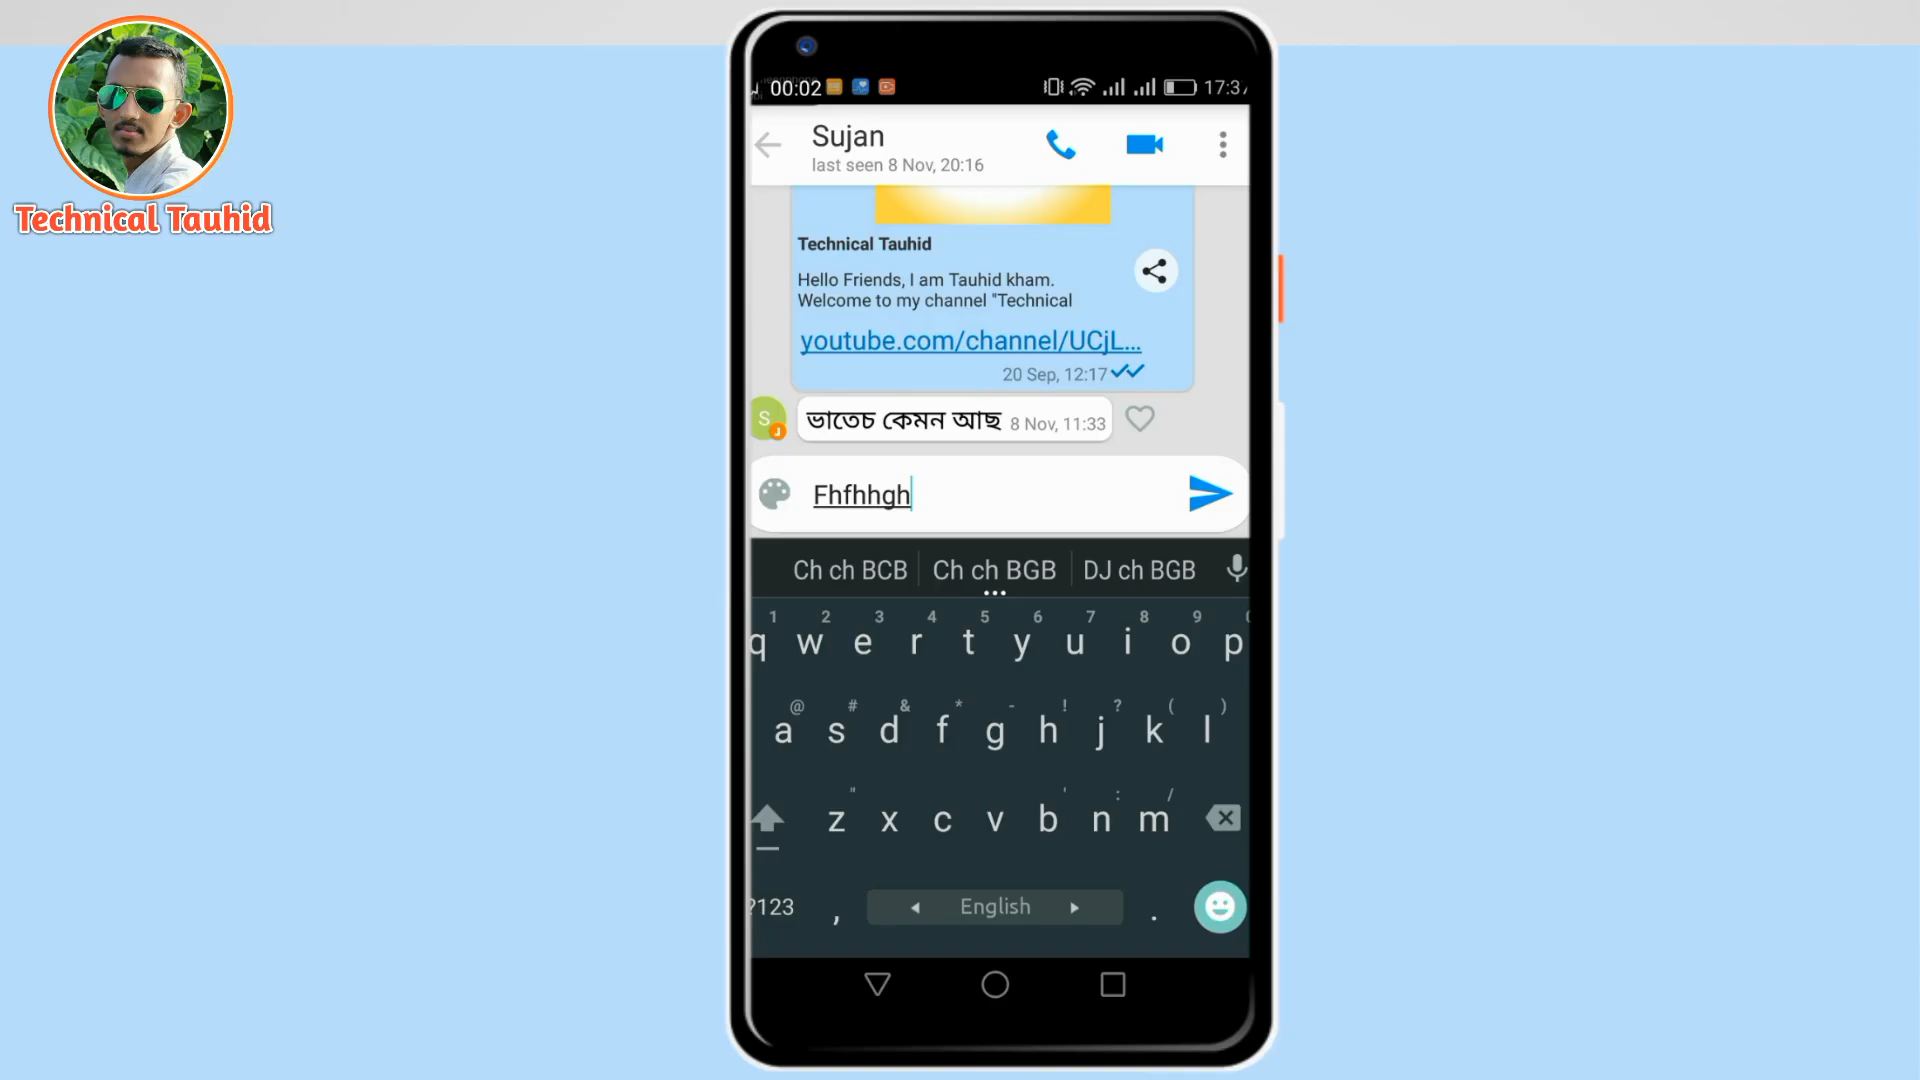 Technical Tauhid
00:02
17:3
Sujan
last seen 8 Nov, 20:16
Technical Tauhid
Hello Friends, I am Tauhid kham.
Welcome to my channel "Technical
youtube.com/channel/UCjL...
20 Sep, 12:17
S
J
ভাতেচ কেমন আছ 8 Nov, 11:33
Fhfhhgh
Ch ch BCB Ch ch BGB DJ ch BGB
1 2 3 4 5 6 7 8 9 0
q w e r t y u i o p
@ # & * - ! ? ( )
a s d f g h j k l
" ' : /
z x c v b n m
?123 , English .